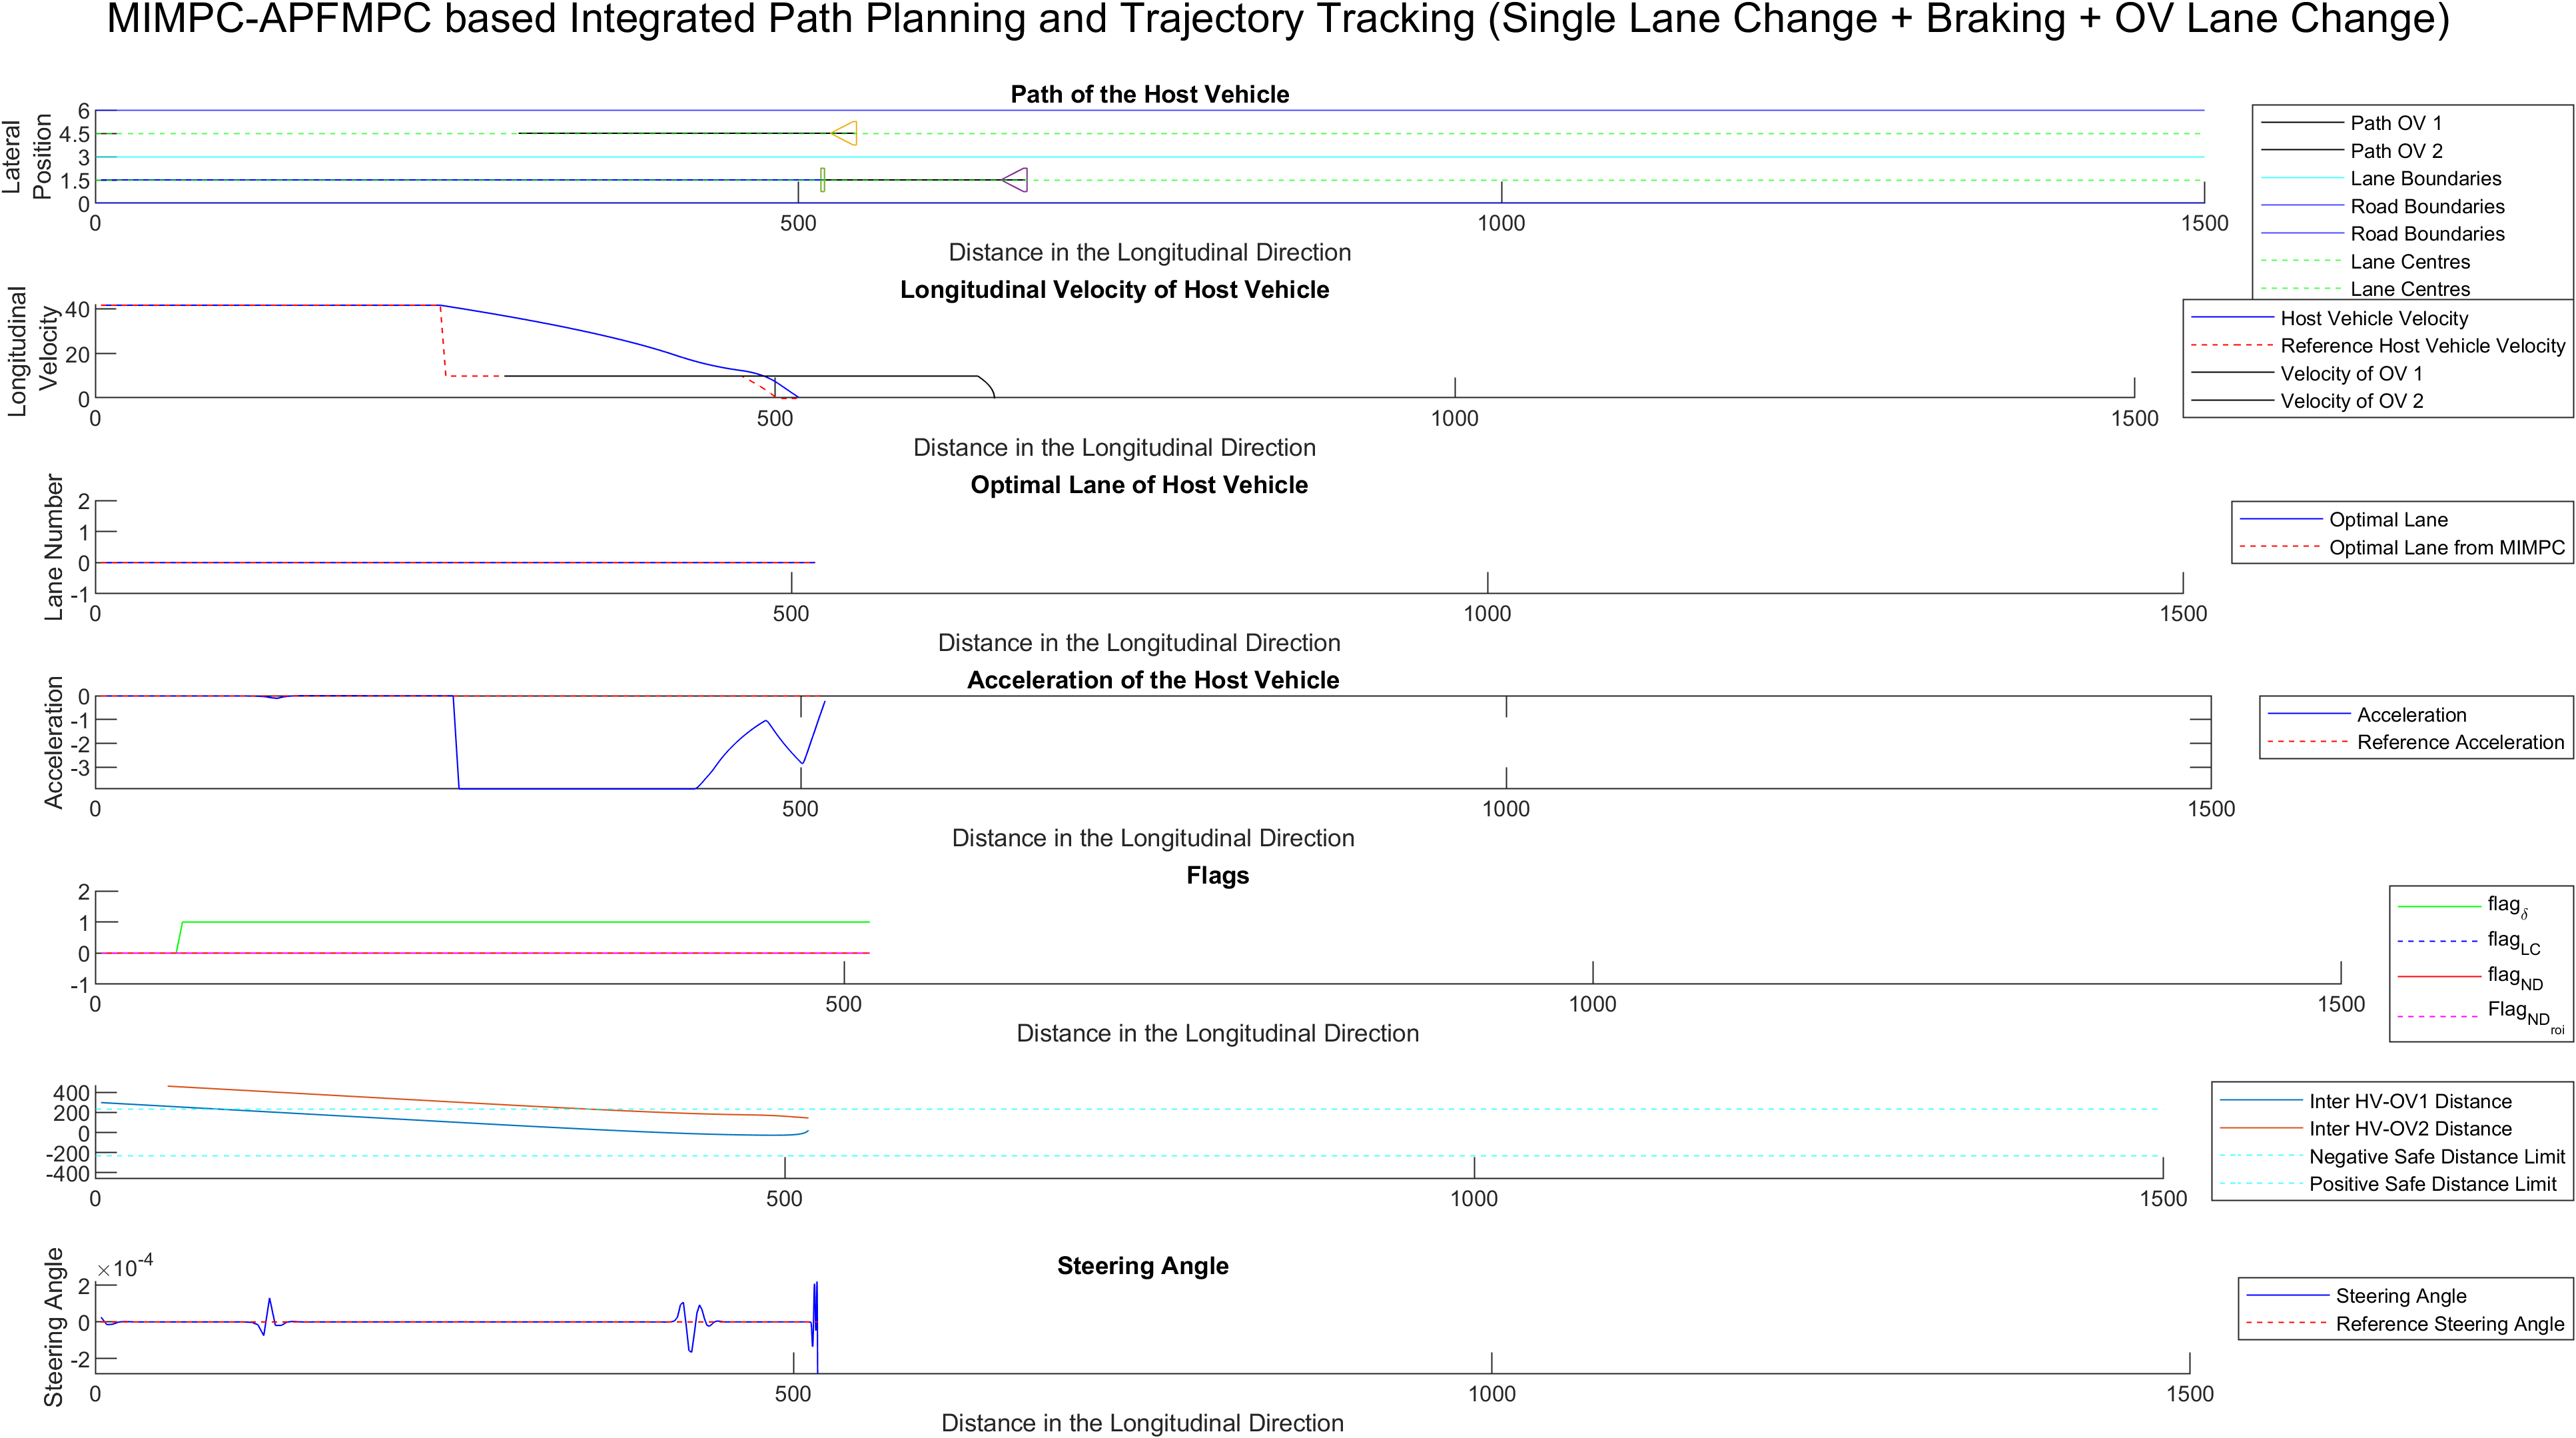 MIMPC-APFMPC based Integrated Path Planning and Trajectory Tracking (Single Lane Change + Braking + OV Lane Change)
Path of the Host Vehicle
Lateral
Position
6
4.5
3
1.5
0
0 500 1000 1500
Distance in the Longitudinal Direction
Path OV 1
Path OV 2
Lane Boundaries
Road Boundaries
Road Boundaries
Lane Centres
Lane Centres
Longitudinal Velocity of Host Vehicle
Longitudinal
Velocity
40
20
0
0 500 1000 1500
Distance in the Longitudinal Direction
Host Vehicle Velocity
Reference Host Vehicle Velocity
Velocity of OV 1
Velocity of OV 2
Optimal Lane of Host Vehicle
Lane Number
2
1
0
-1
0 500 1000 1500
Distance in the Longitudinal Direction
Optimal Lane
Optimal Lane from MIMPC
Acceleration of the Host Vehicle
Acceleration
0
-1
-2
-3
0 500 1000 1500
Distance in the Longitudinal Direction
Acceleration
Reference Acceleration
Flags
2
1
0
-1
0 500 1000 1500
Distance in the Longitudinal Direction
flagδ
flagLC
flagND
FlagNDroi
400
200
0
-200
-400
0 500 1000 1500
Inter HV-OV1 Distance
Inter HV-OV2 Distance
Negative Safe Distance Limit
Positive Safe Distance Limit
Steering Angle
Steering Angle
×10-4
2
0
-2
0 500 1000 1500
Distance in the Longitudinal Direction
Steering Angle
Reference Steering Angle